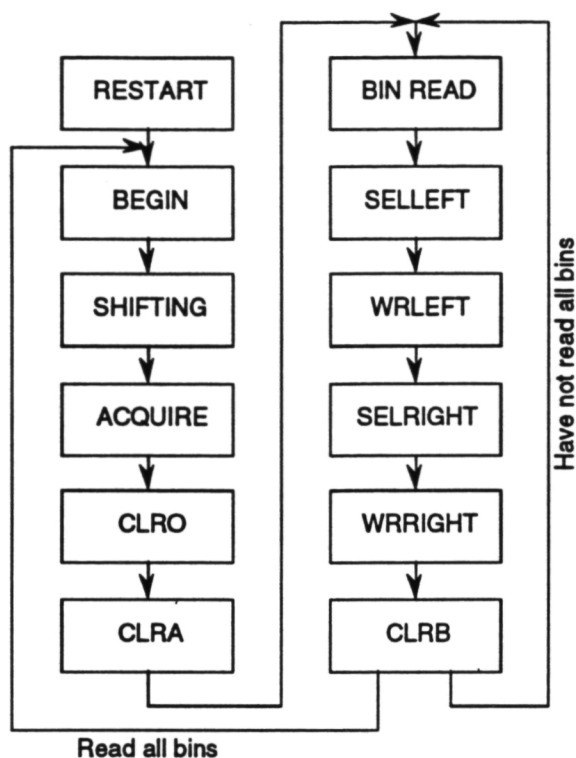 RESTART
BEGIN
SHIFTING
ACQUIRE
CLRO
CLRA
BIN READ
SELLEFT
WRLEFT
SELRIGHT
WRRIGHT
CLRB
Have not read all bins
Read all bins